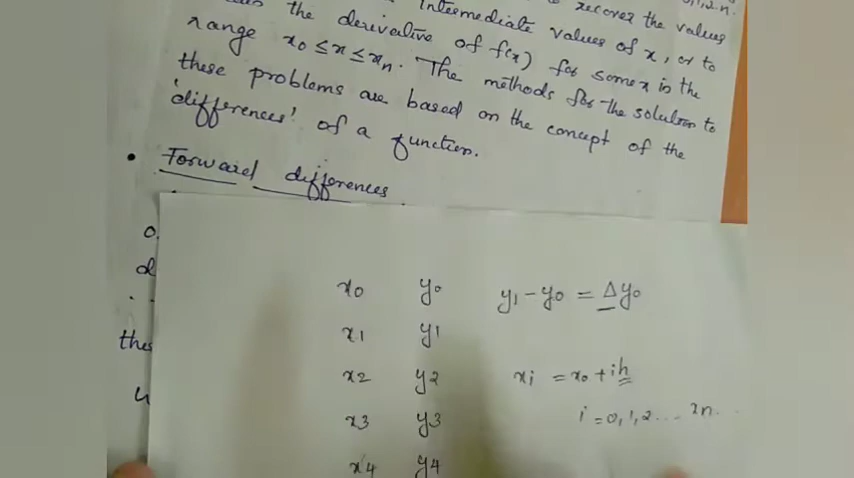 recover the values
the derivative of f(x) for some x in the
Intermediate values of x, or to
range x₀ ≤ x ≤ xₙ. The methods for the solution to
these problems are based on the concept of the
'differences' of a function.
• Forward differences
x₀ y₀ y₁ - y₀ = Δy₀
x₁ y₁
x₂ y₂ xᵢ = x₀ + ih
x₃ y₃ i = 0, 1, 2 ...
x₄ y₄